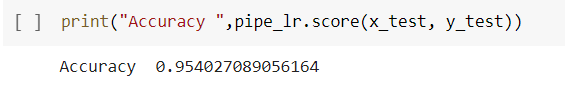 [ ] print("Accuracy ",pipe_lr.score(x_test, y_test))
Accuracy  0.954027089056164